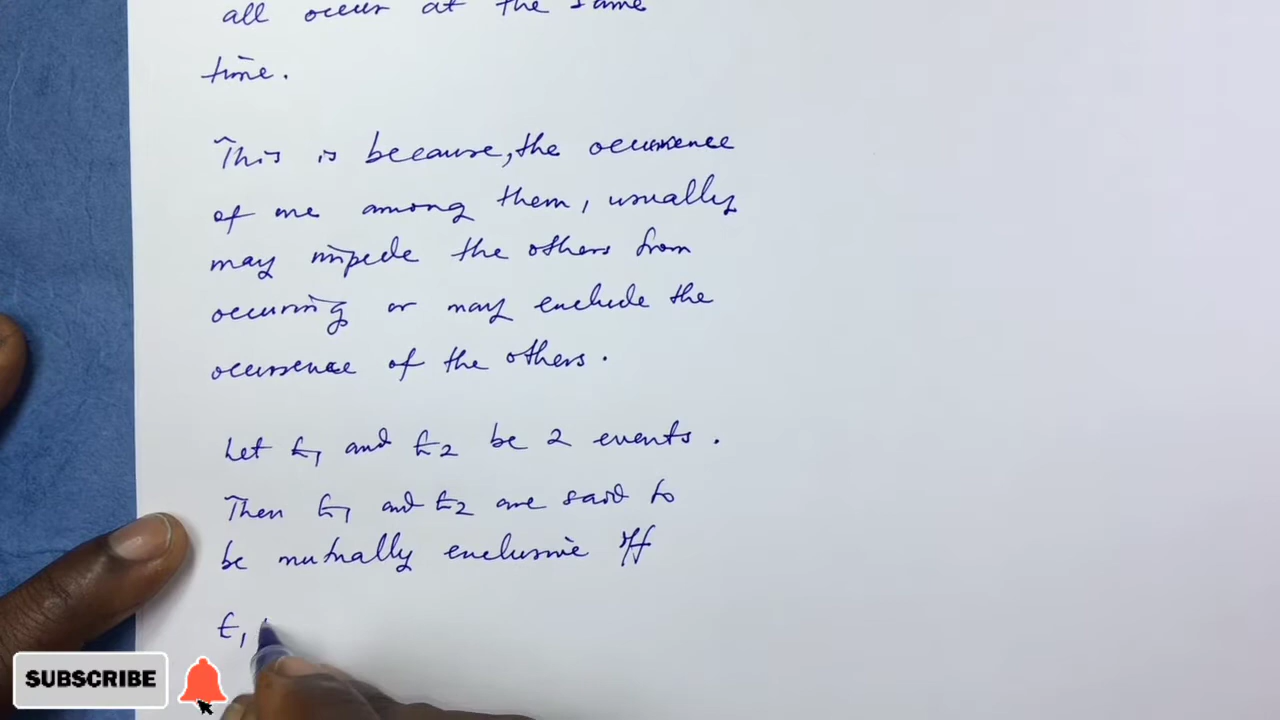 all occur at the same
time.
This is because, the occurrence
of one among them, usually
may impede the others from
occuring or may exclude the
occurrence of the others.
Let E1 and E2 be 2 events.
Then E1 and E2 are said to
be mutually exclusive iff
E1
SUBSCRIBE